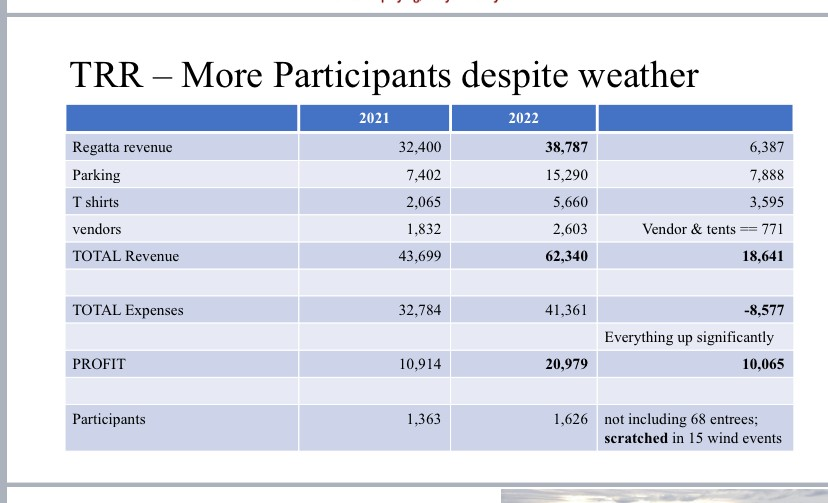 TRR – More Participants despite weather
2021 2022
Regatta revenue 32,400 38,787 6,387
Parking 7,402 15,290 7,888
T shirts 2,065 5,660 3,595
vendors 1,832 2,603 Vendor & tents == 771
TOTAL Revenue 43,699 62,340 18,641
TOTAL Expenses 32,784 41,361 -8,577
Everything up significantly
PROFIT 10,914 20,979 10,065
Participants 1,363 1,626 not including 68 entrees;
scratched in 15 wind events